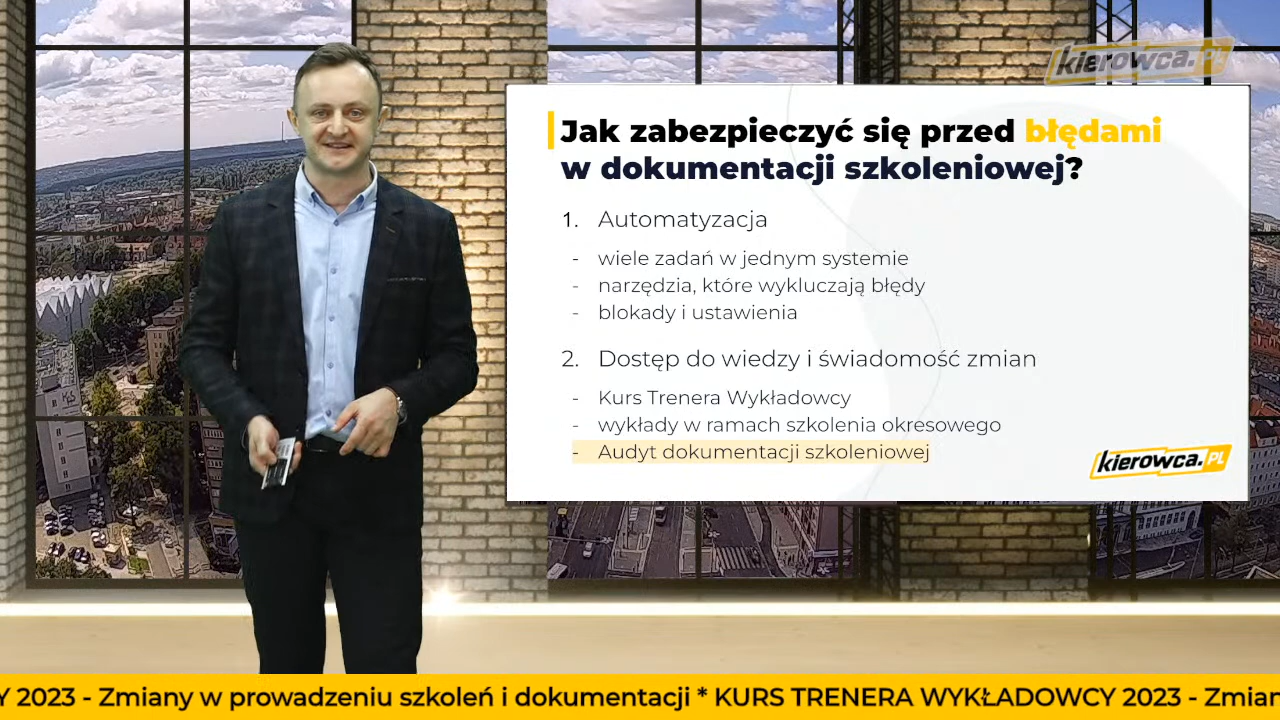 kierowca.PL
Jak zabezpieczyć się przed błędami
w dokumentacji szkoleniowej?
1. Automatyzacja
- wiele zadań w jednym systemie
- narzędzia, które wykluczają błędy
- blokady i ustawienia
2. Dostęp do wiedzy i świadomość zmian
- Kurs Trenera Wykładowcy
- wykłady w ramach szkolenia okresowego
- Audyt dokumentacji szkoleniowej
kierowca.PL
Y 2023 - Zmiany w prowadzeniu szkoleń i dokumentacji * KURS TRENERA WYKŁADOWCY 2023 - Zmian